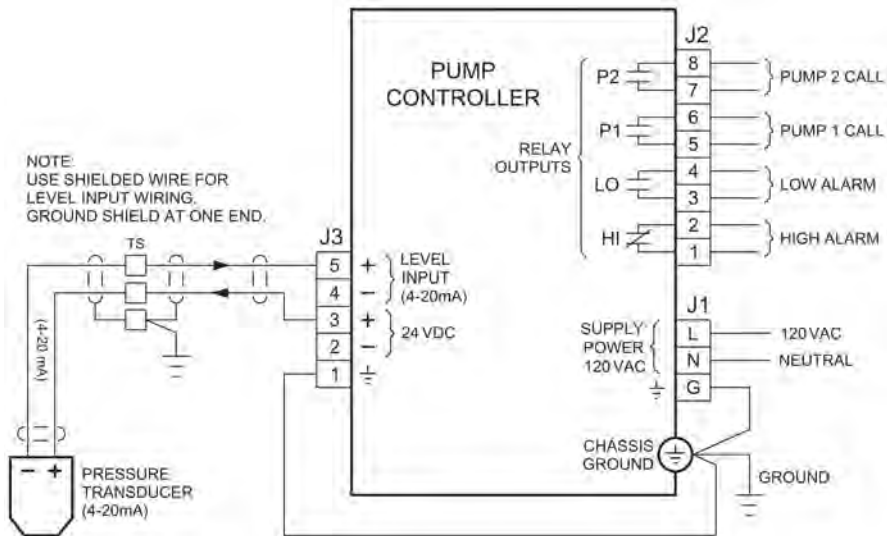 PUMP
CONTROLLER
J2
8
7
6
5
4
3
2
1
P2
P1
LO
HI
RELAY
OUTPUTS
PUMP 2 CALL
PUMP 1 CALL
LOW ALARM
HIGH ALARM
NOTE:
USE SHIELDED WIRE FOR
LEVEL INPUT WIRING.
GROUND SHIELD AT ONE END.
TS
J3
5 +
4 −
3 +
2 −
1
LEVEL
INPUT
(4-20mA)
24 VDC
J1
L
N
G
SUPPLY
POWER
120 VAC
120 VAC
NEUTRAL
CHASSIS
GROUND
GROUND
(4-20 mA)
− +
PRESSURE
TRANSDUCER
(4-20mA)